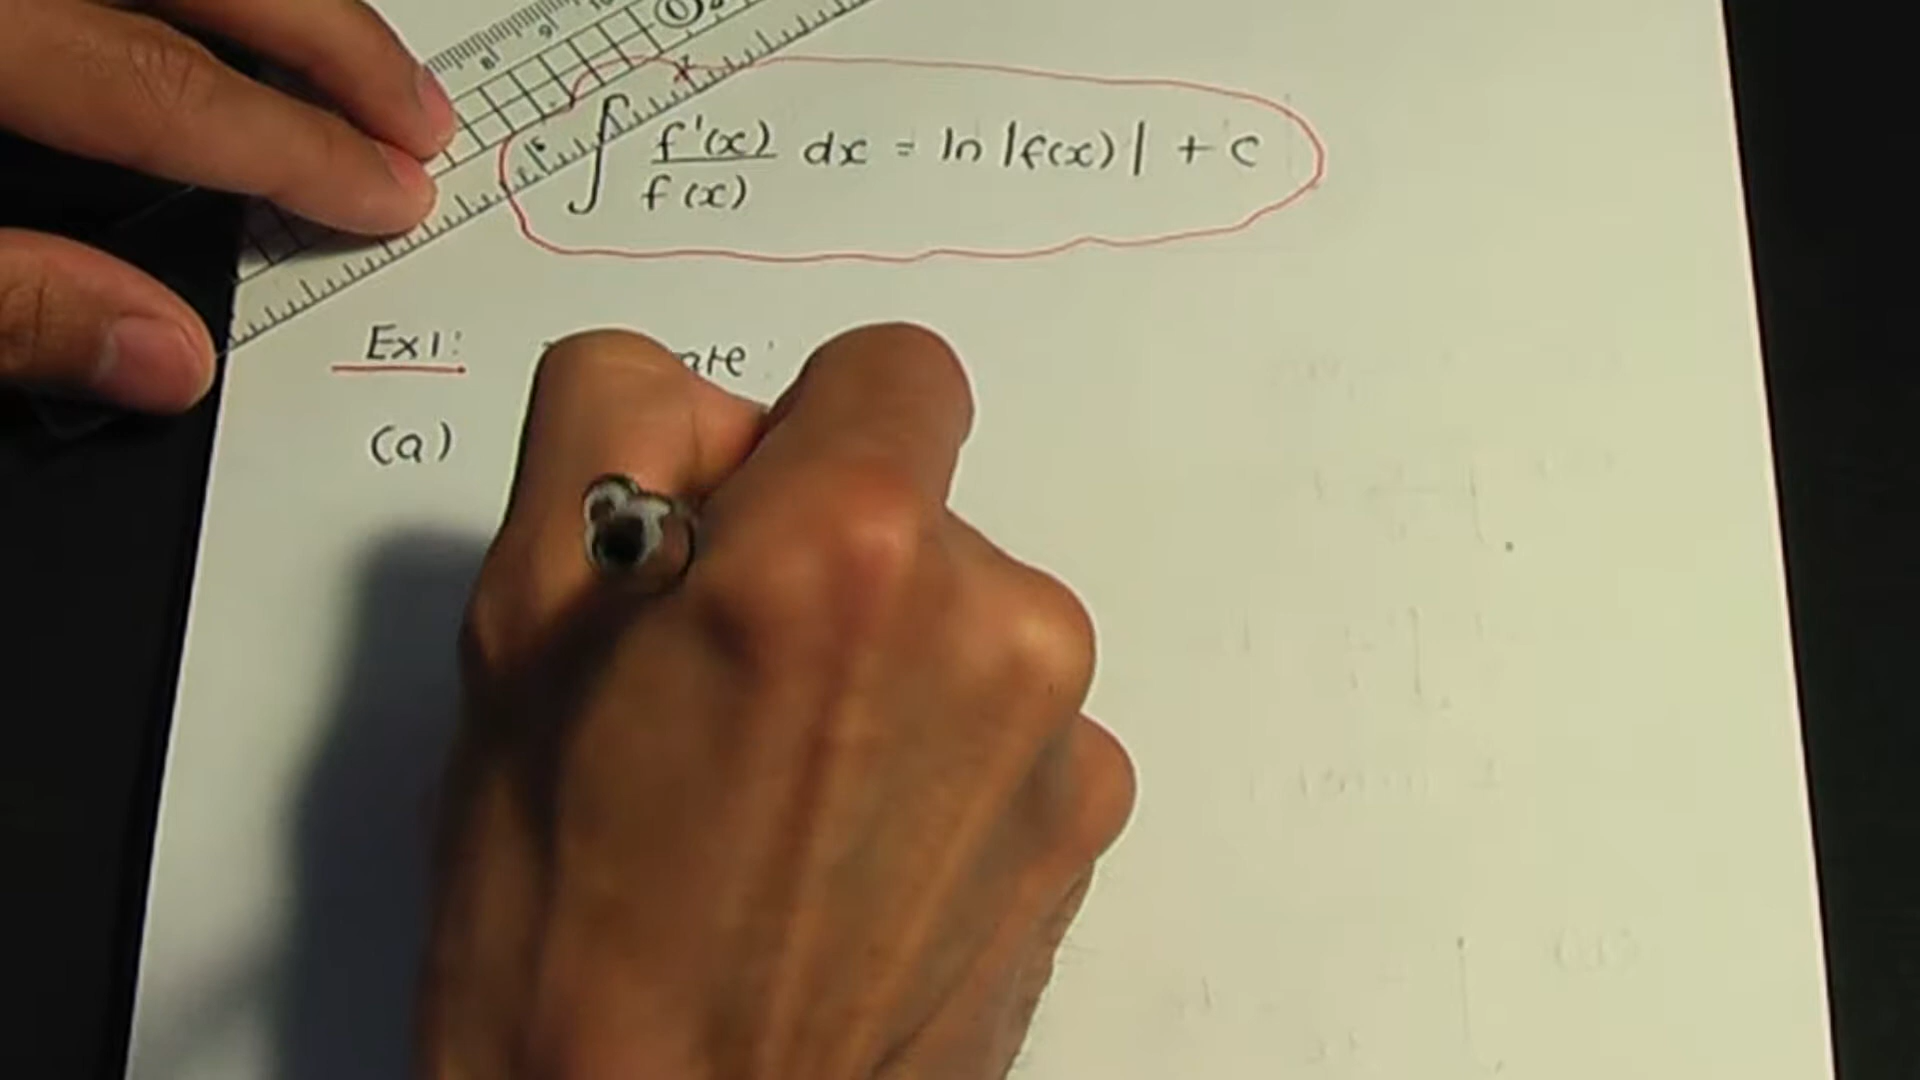 ∫ f'(x)/f(x) dx = ln |f(x)| + c
Ex1:
(a)